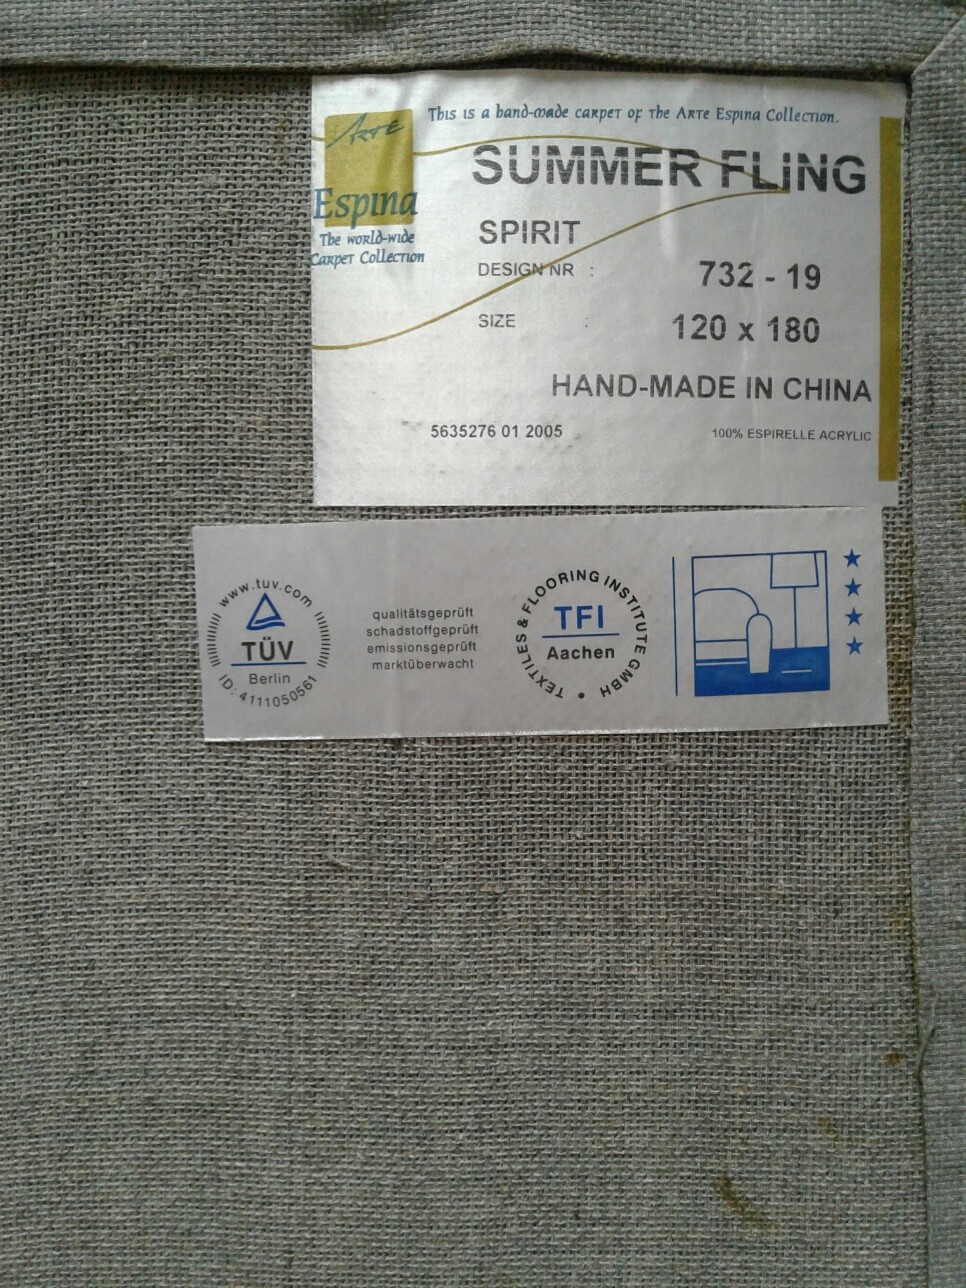 ARTE
Espina
The world-wide
Carpet Collection
This is a hand-made carpet of the Arte Espina Collection.
SUMMER FLiNG
SPIRIT
DESIGN NR : 732 - 19
SIZE : 120 x 180
HAND-MADE IN CHINA
5635276 01 2005 100% ESPIRELLE ACRYLIC
www.tuv.com
TÜV
Berlin
ID: 4111050561
qualitätsgeprüft
schadstoffgeprüft
emissionsgeprüft
marktüberwacht
TEXTILES & FLOORING INSTITUTE GMBH
TFI
Aachen